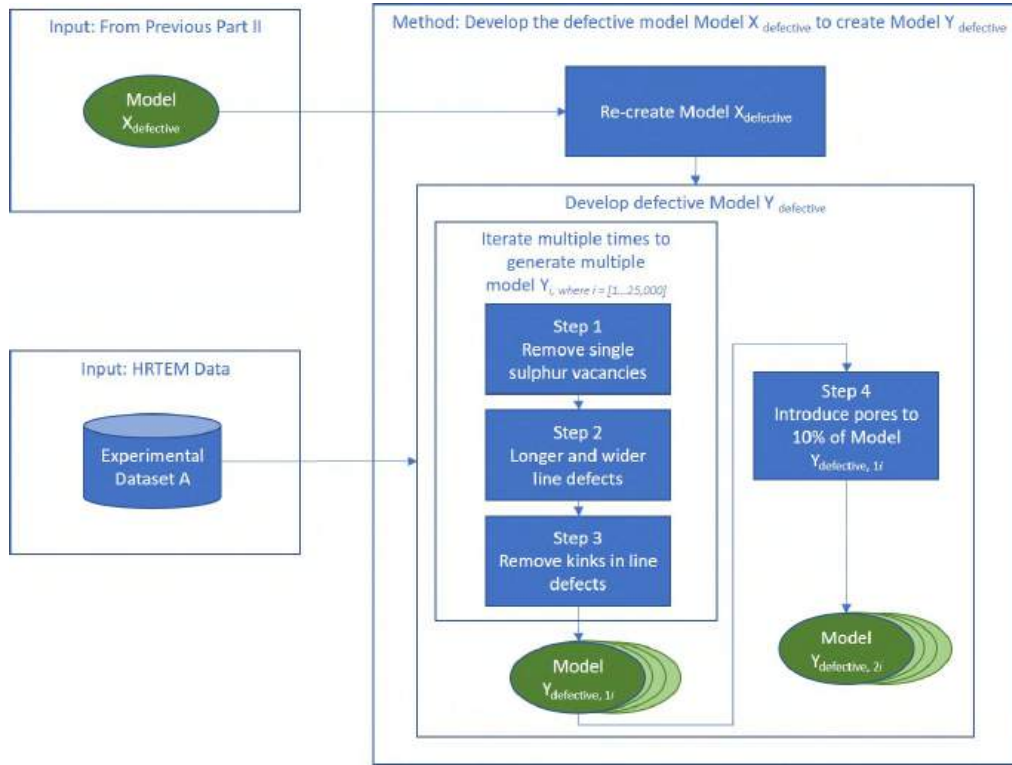 Input: From Previous Part II
Model
Xdefective
Input: HRTEM Data
Experimental
Dataset A
Method: Develop the defective model Model X defective to create Model Y defective
Re-create Model Xdefective
Develop defective Model Y defective
Iterate multiple times to
generate multiple
model Yi, where i = [1...25,000]
Step 1
Remove single
sulphur vacancies
Step 2
Longer and wider
line defects
Step 3
Remove kinks in line
defects
Model
Ydefective, 1i
Step 4
Introduce pores to
10% of Model
Ydefective, 1i
Model
Ydefective, 2i